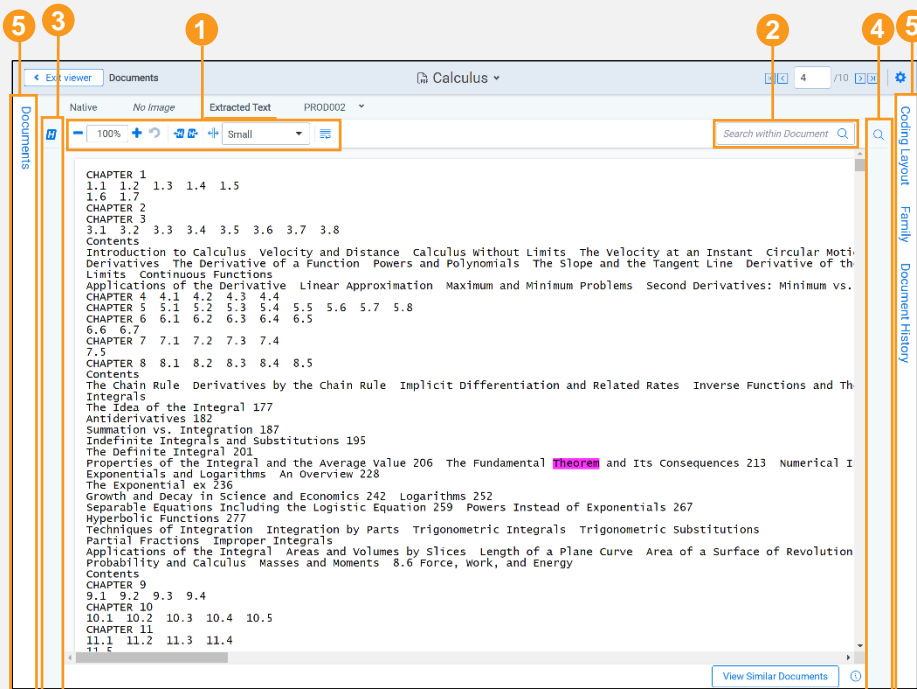 5 3 1 2 4 5
Exit viewer Documents Calculus 4 /10
Native No Image Extracted Text PROD002
H 100% Small Search within Document
Documents
Coding Layout
Family
Document History
CHAPTER 1
1.1 1.2 1.3 1.4 1.5
1.6 1.7
CHAPTER 2
CHAPTER 3
3.1 3.2 3.3 3.4 3.5 3.6 3.7 3.8
Contents
Introduction to Calculus Velocity and Distance Calculus Without Limits The Velocity at an Instant Circular Moti
Derivatives The Derivative of a Function Powers and Polynomials The Slope and the Tangent Line Derivative of th
Limits Continuous Functions
Applications of the Derivative Linear Approximation Maximum and Minimum Problems Second Derivatives: Minimum vs.
CHAPTER 4 4.1 4.2 4.3 4.4
CHAPTER 5 5.1 5.2 5.3 5.4 5.5 5.6 5.7 5.8
CHAPTER 6 6.1 6.2 6.3 6.4 6.5
6.6 6.7
CHAPTER 7 7.1 7.2 7.3 7.4
7.5
CHAPTER 8 8.1 8.2 8.3 8.4 8.5
Contents
The Chain Rule Derivatives by the Chain Rule Implicit Differentiation and Related Rates Inverse Functions and Th
Integrals
The Idea of the Integral 177
Antiderivatives 182
Summation vs. Integration 187
Indefinite Integrals and Substitutions 195
The Definite Integral 201
Properties of the Integral and the Average Value 206 The Fundamental Theorem and Its Consequences 213 Numerical I
Exponentials and Logarithms An Overview 228
The Exponential ex 236
Growth and Decay in Science and Economics 242 Logarithms 252
Separable Equations Including the Logistic Equation 259 Powers Instead of Exponentials 267
Hyperbolic Functions 277
Techniques of Integration Integration by Parts Trigonometric Integrals Trigonometric Substitutions
Partial Fractions Improper Integrals
Applications of the Integral Areas and Volumes by Slices Length of a Plane Curve Area of a Surface of Revolution
Probability and Calculus Masses and Moments 8.6 Force, Work, and Energy
Contents
CHAPTER 9
9.1 9.2 9.3 9.4
CHAPTER 10
10.1 10.2 10.3 10.4 10.5
CHAPTER 11
11.1 11.2 11.3 11.4
11.5
View Similar Documents